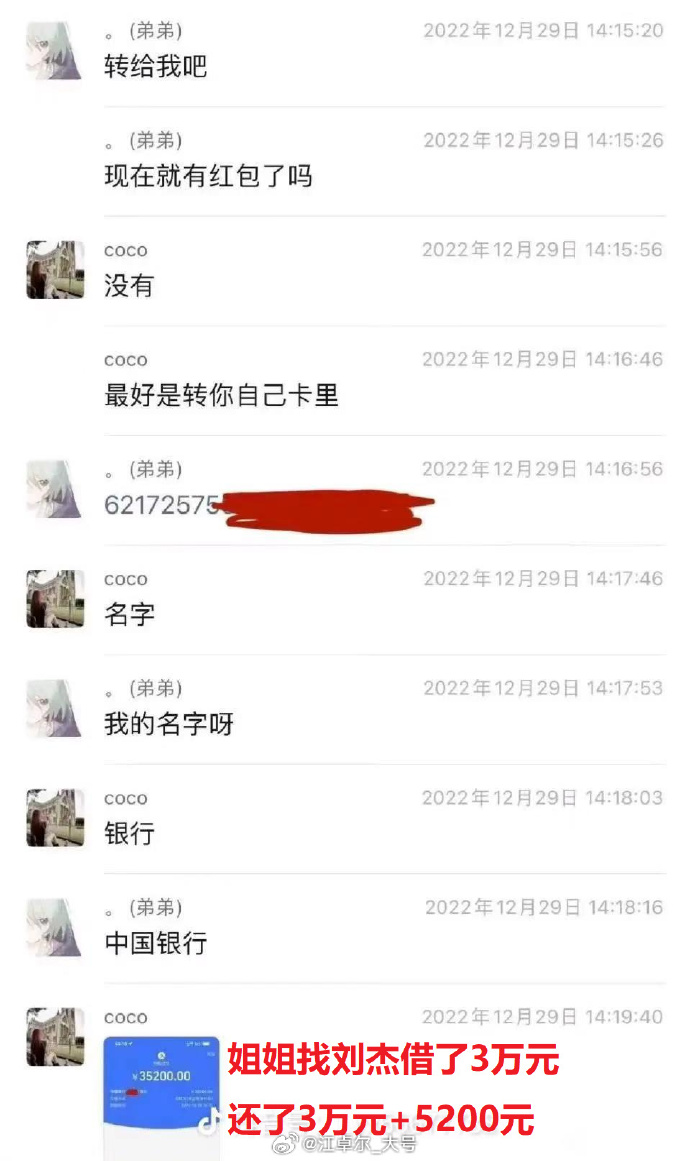 。 (弟弟) 2022年12月29日 14:15:20
转给我吧
。 (弟弟) 2022年12月29日 14:15:26
现在就有红包了吗
coco 2022年12月29日 14:15:56
没有
coco 2022年12月29日 14:16:46
最好是转你自己卡里
。 (弟弟) 2022年12月29日 14:16:56
62172575
coco 2022年12月29日 14:17:46
名字
。 (弟弟) 2022年12月29日 14:17:53
我的名字呀
coco 2022年12月29日 14:18:03
银行
。 (弟弟) 2022年12月29日 14:18:16
中国银行
coco 2022年12月29日 14:19:40
¥35200.00
姐姐找刘杰借了3万元
还了3万元+5200元
@江卓尔_大号